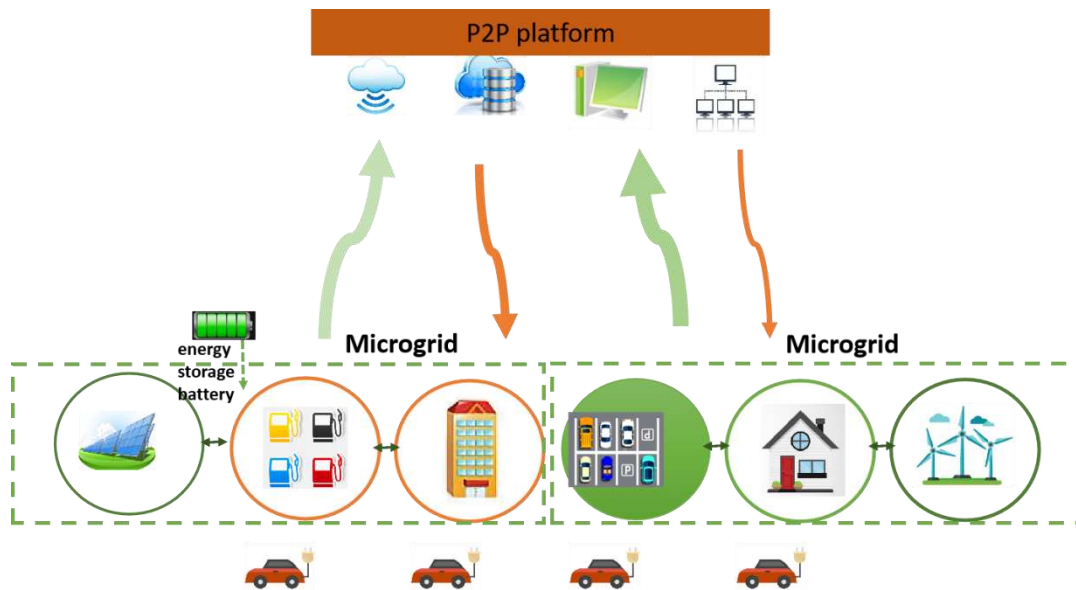 P2P platform
Microgrid
Microgrid
energy
storage
battery
P
P